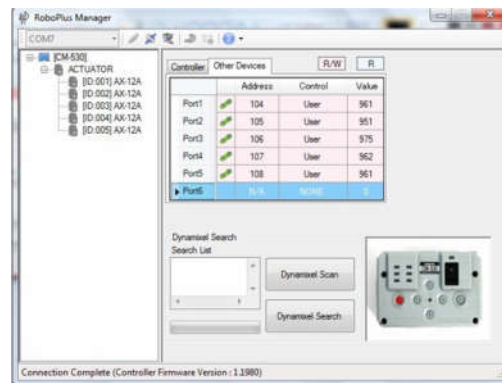 RoboPlus Manager
COM7
[CM-530]
ACTUATOR
[ID:001] AX-12A
[ID:002] AX-12A
[ID:003] AX-12A
[ID:004] AX-12A
[ID:005] AX-12A
Controller Other Devices R/W R
Address Control Value
Port1 104 User 961
Port2 105 User 951
Port3 106 User 975
Port4 107 User 962
Port5 108 User 961
Port6 N/A NONE 0
Dynamixel Search
Search List
Dynamixel Scan
Dynamixel Search
Connection Complete (Controller Firmware Version : 1.1980)